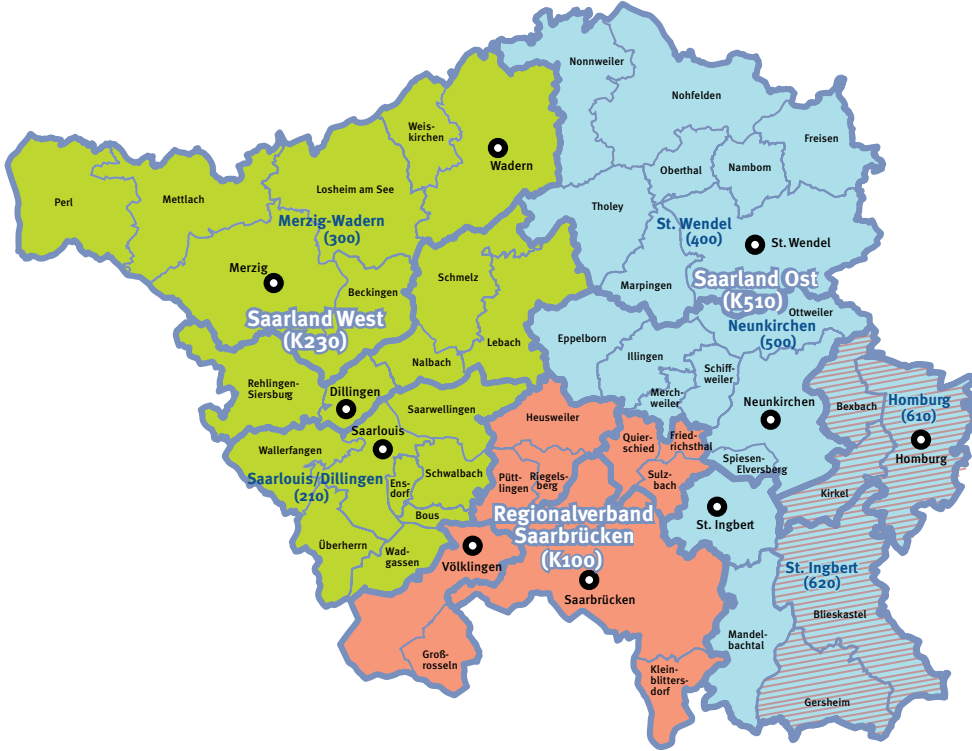 Nonnweiler
Nohfelden
Freisen
Weis-
kirchen
Wadern
Oberthal
Namborn
Perl
Mettlach
Losheim am See
Tholey
Merzig-Wadern
(300)
St. Wendel
(400)
St. Wendel
Merzig
Beckingen
Schmelz
Marpingen
Saarland Ost
(K510)
Ottweiler
Saarland West
(K230)
Neunkirchen
(500)
Lebach
Eppelborn
Illingen
Schiff-
weiler
Merch-
weiler
Nalbach
Rehlingen-
Siersburg
Dillingen
Saarwellingen
Heusweiler
Neunkirchen
Bexbach
Homburg
(610)
Homburg
Saarlouis
Wallerfangen
Quier-
schied
Fried-
richsthal
Spiesen-
Elversberg
Saarlouis/Dillingen
(210)
Ens-
dorf
Schwalbach
Pütt-
lingen
Riegels-
berg
Sulz-
bach
Kirkel
Bous
Regionalverband
Saarbrücken
(K100)
St. Ingbert
Überherrn
Wad-
gassen
Völklingen
St. Ingbert
(620)
Saarbrücken
Blieskastel
Mandel-
bachtal
Groß-
rosseln
Klein-
blitters-
dorf
Gersheim